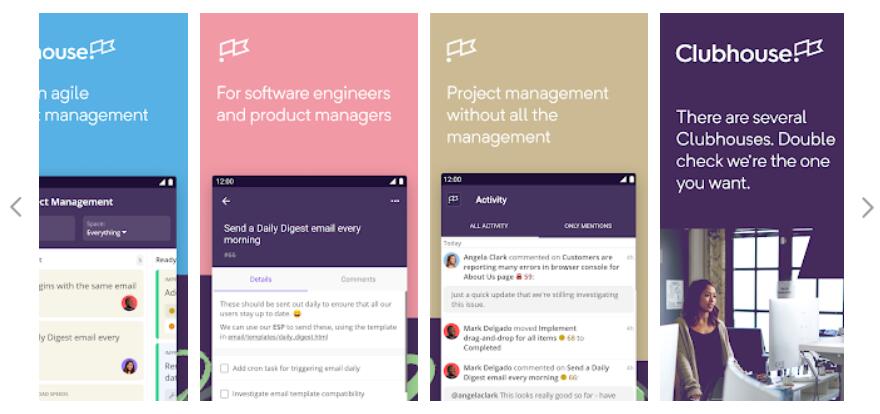 ouse
n agile
management
ct Management
Space:
Everything
t
5
Ready
gins with the same email
Ad
ly Digest email every
Rem
dat
For software engineers
and product managers
12:00
Send a Daily Digest email every
morning
#66
Details
Comments
These should be sent out daily to ensure that all our
users stay up to date. 😀
We can use our ESP to send these, using the template
in email/templates/daily_digest.html
Add cron task for triggering email daily
Investigate email template compatibility
Project management
without all the
management
12:00
Activity
ALL ACTIVITY
ONLY MENTIONS
Today
Angela Clark commented on Customers are
reporting many errors in browser console for
About Us page 59:
Just a quick update that we're stilling investigating
this issue.
Mark Delgado moved Implement
drag-and-drop for all items 68 to
Completed
Mark Delgado commented on Send a Daily
Digest email every morning 66:
@angelaclark This looks really good so far - have
Clubhouse
There are several
Clubhouses. Double
check we're the one
you want.